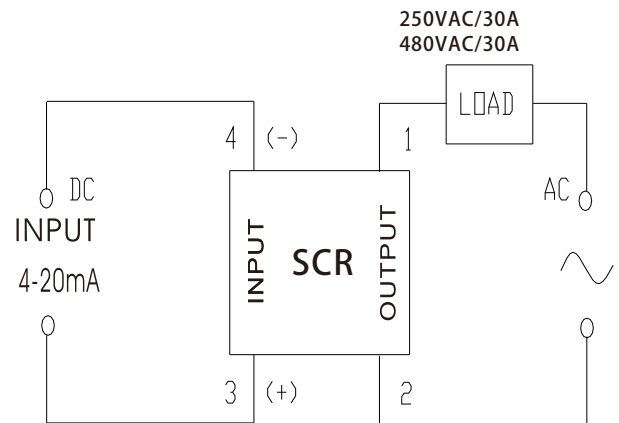 250VAC/30A
480VAC/30A
LOAD
4 (-)
1
DC
AC
INPUT
4-20mA
INPUT
SCR
OUTPUT
3 (+)
2